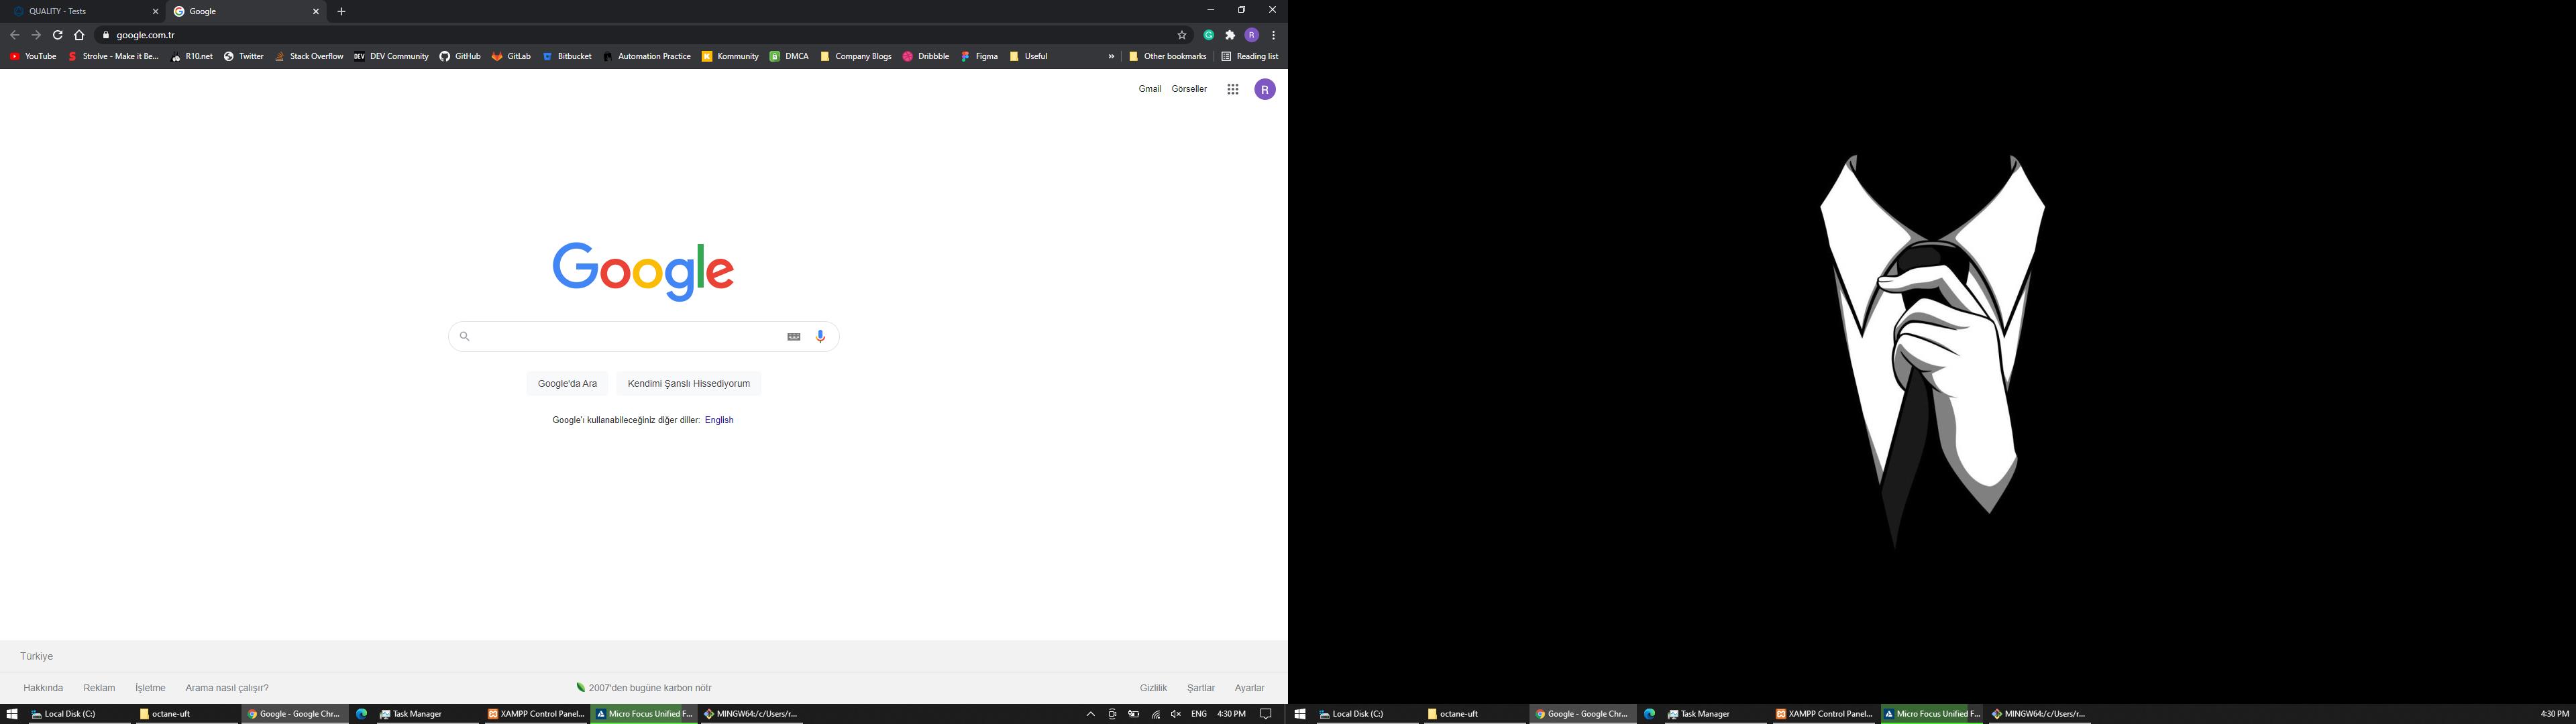 QUALITY - Tests
Google
google.com.tr
YouTube Strolve - Make it Be... R10.net Twitter Stack Overflow DEV DEV Community GitHub GitLab Bitbucket Automation Practice Kommunity DMCA Company Blogs Dribbble Figma Useful » Other bookmarks Reading list
Gmail Görseller R
Google
Google'da Ara Kendimi Şanslı Hissediyorum
Google'ı kullanabileceğiniz diğer diller: English
Türkiye
Hakkında Reklam İşletme Arama nasıl çalışır? 2007'den bugüne karbon nötr Gizlilik Şartlar Ayarlar
Local Disk (C:) octane-uft Google - Google Chr... Task Manager XAMPP Control Panel... Micro Focus Unified F... MINGW64:/c/Users/r... ENG 4:30 PM
Local Disk (C:) octane-uft Google - Google Chr... Task Manager XAMPP Control Panel... Micro Focus Unified F... MINGW64:/c/Users/r... 4:30 PM